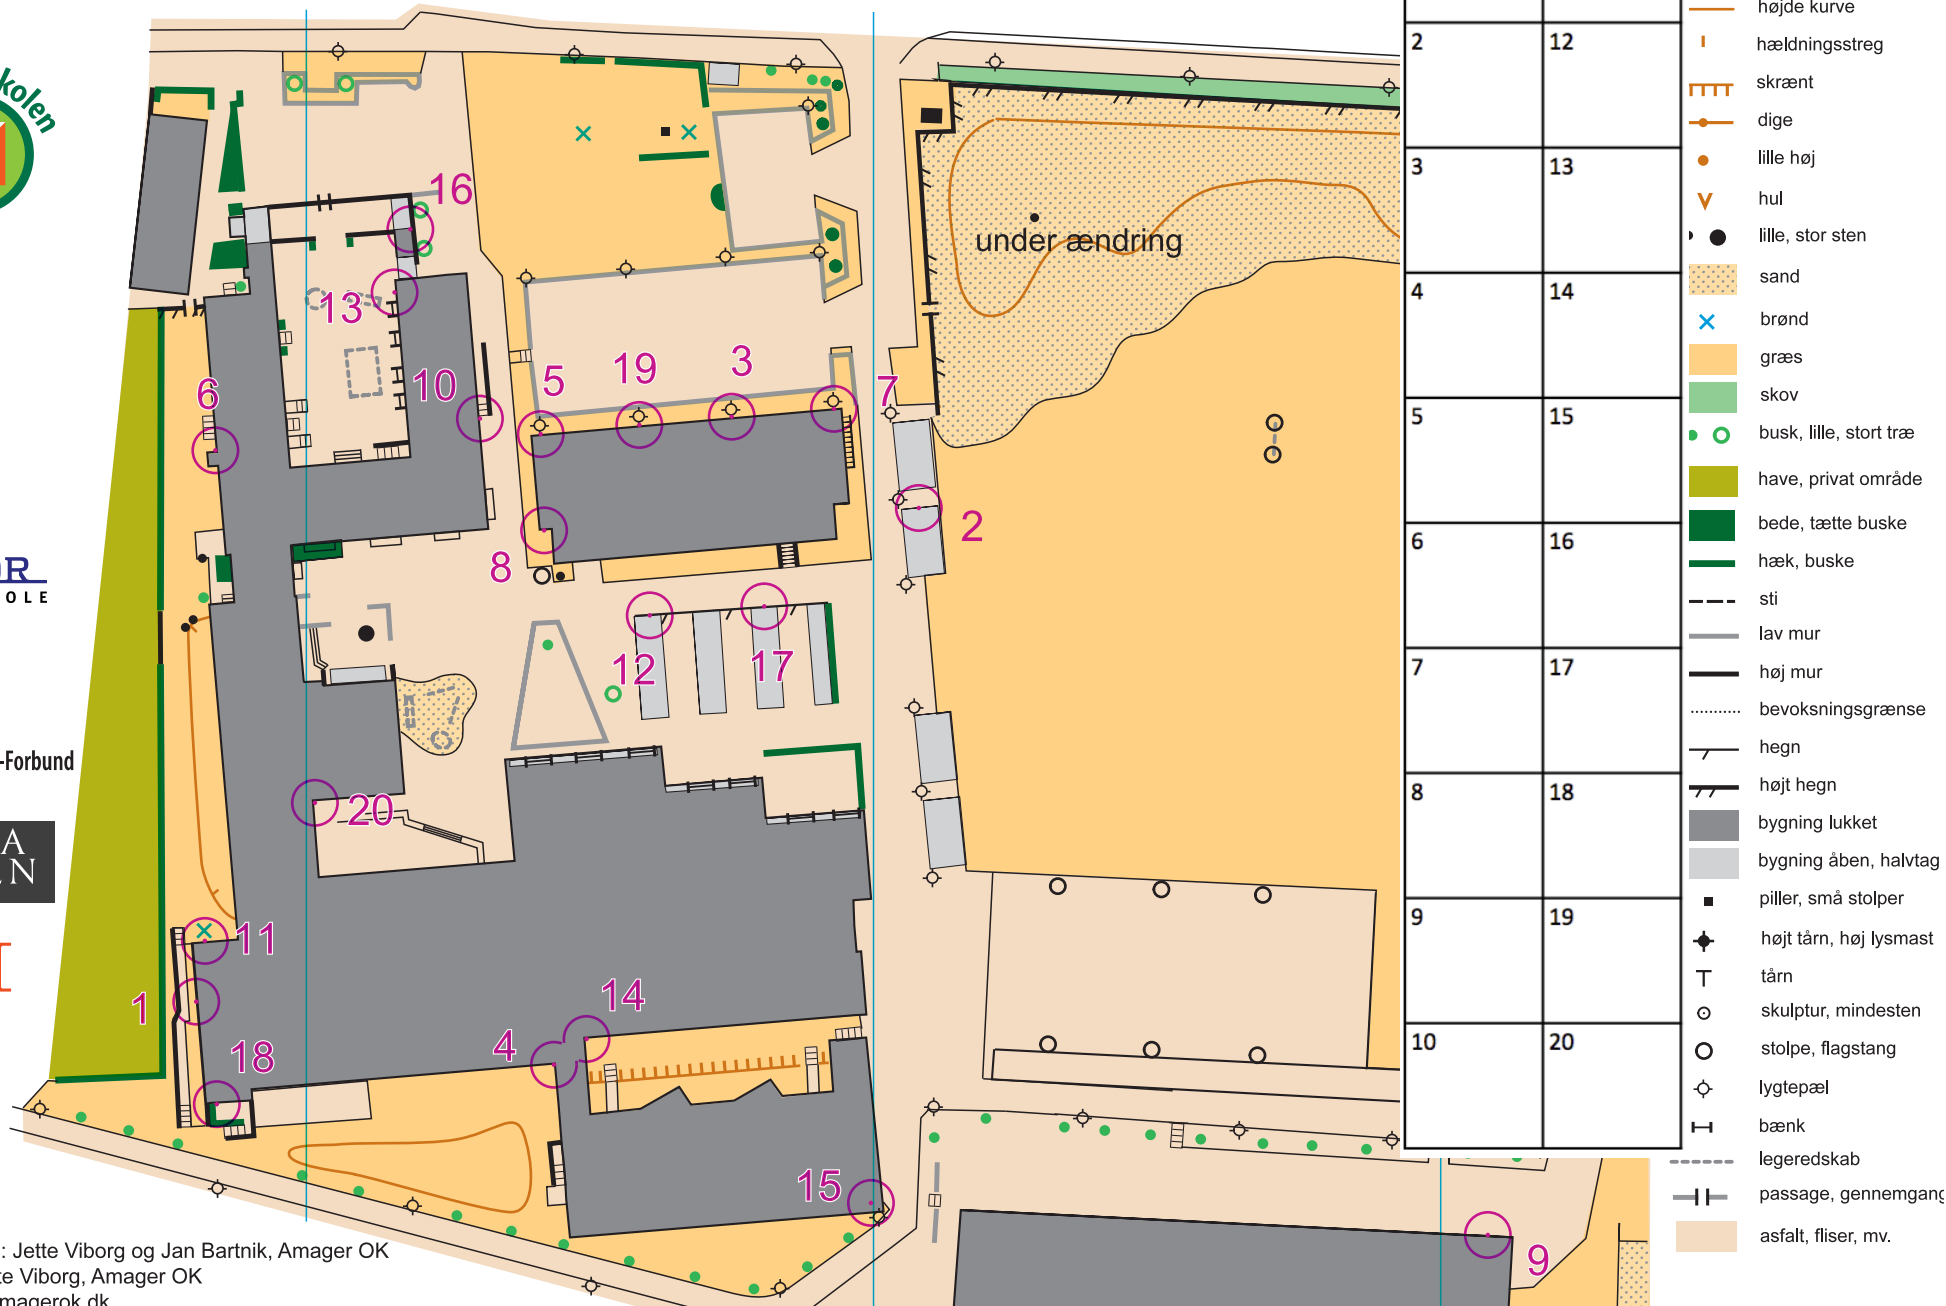 kolen
OR
OLE
-Forbund
A
EN
: Jette Viborg og Jan Bartnik, Amager OK
te Viborg, Amager OK
magerok.dk
16
13
10
6
5
19
3
7
2
8
12
17
20
11
1
18
14
4
15
9
under ændring
2 12
3 13
4 14
5 15
6 16
7 17
8 18
9 19
10 20
højde kurve
hældningsstreg
skrænt
dige
lille høj
hul
lille, stor sten
sand
brønd
græs
skov
busk, lille, stort træ
have, privat område
bede, tætte buske
hæk, buske
sti
lav mur
høj mur
bevoksningsgrænse
hegn
højt hegn
bygning lukket
bygning åben, halvtag
piller, små stolper
højt tårn, høj lysmast
tårn
skulptur, mindesten
stolpe, flagstang
lygtepæl
bænk
legeredskab
passage, gennemgang
asfalt, fliser, mv.